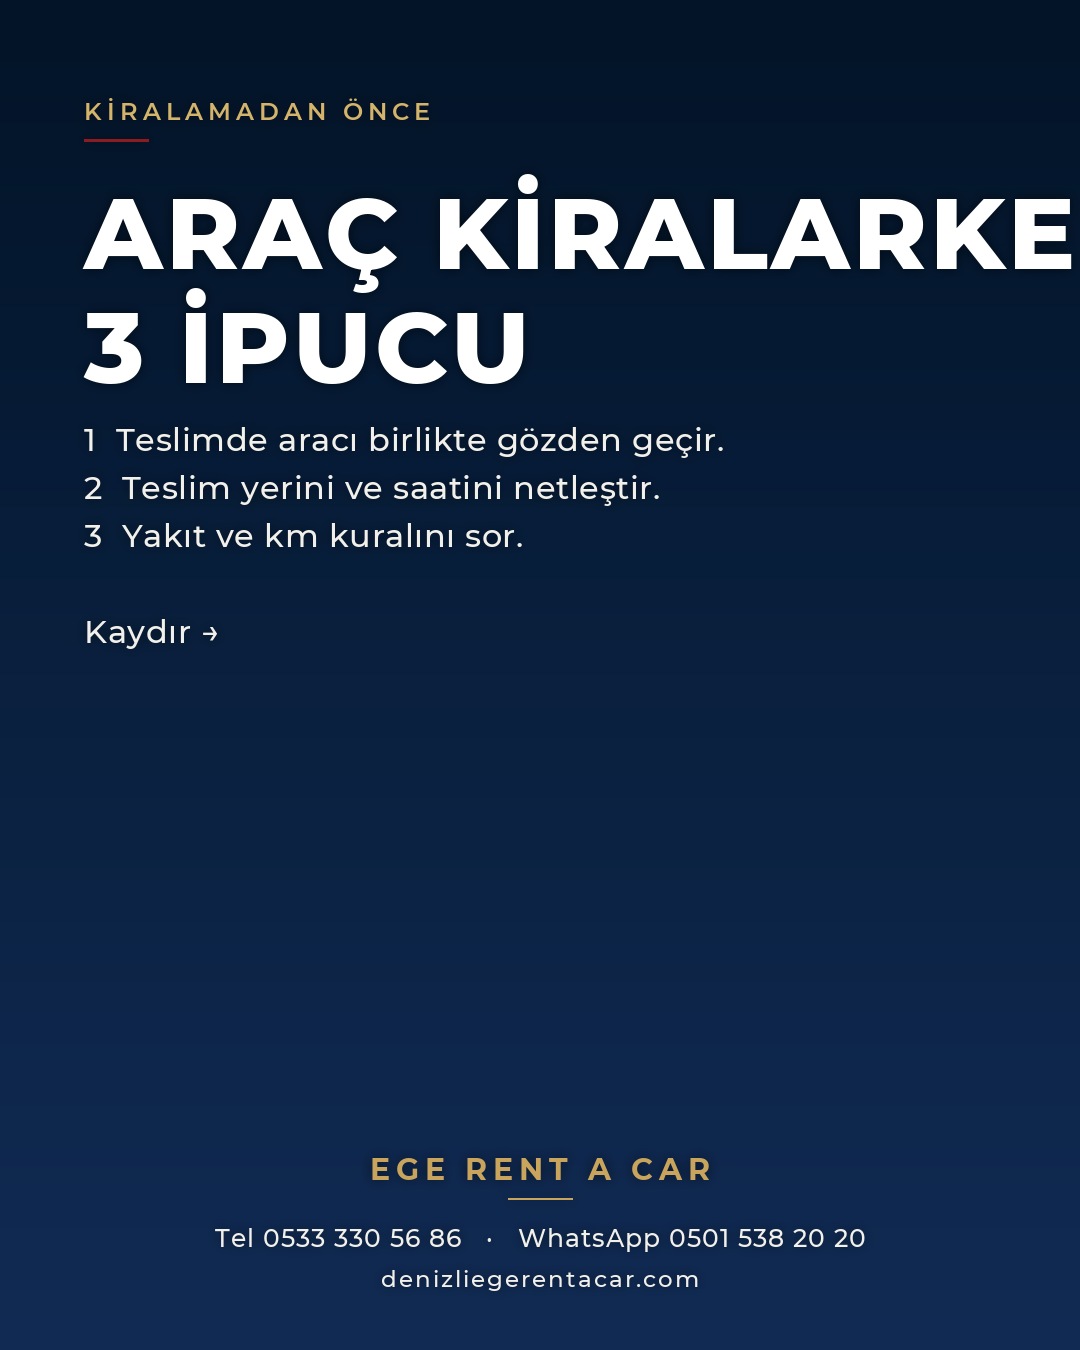 KİRALAMADAN ÖNCE
ARAÇ KİRALARKE
3 İPUCU
1 Teslimde aracı birlikte gözden geçir.
2 Teslim yerini ve saatini netleştir.
3 Yakıt ve km kuralını sor.
Kaydır →
EGE RENT A CAR
Tel 0533 330 56 86 · WhatsApp 0501 538 20 20
denizliegerentacar.com